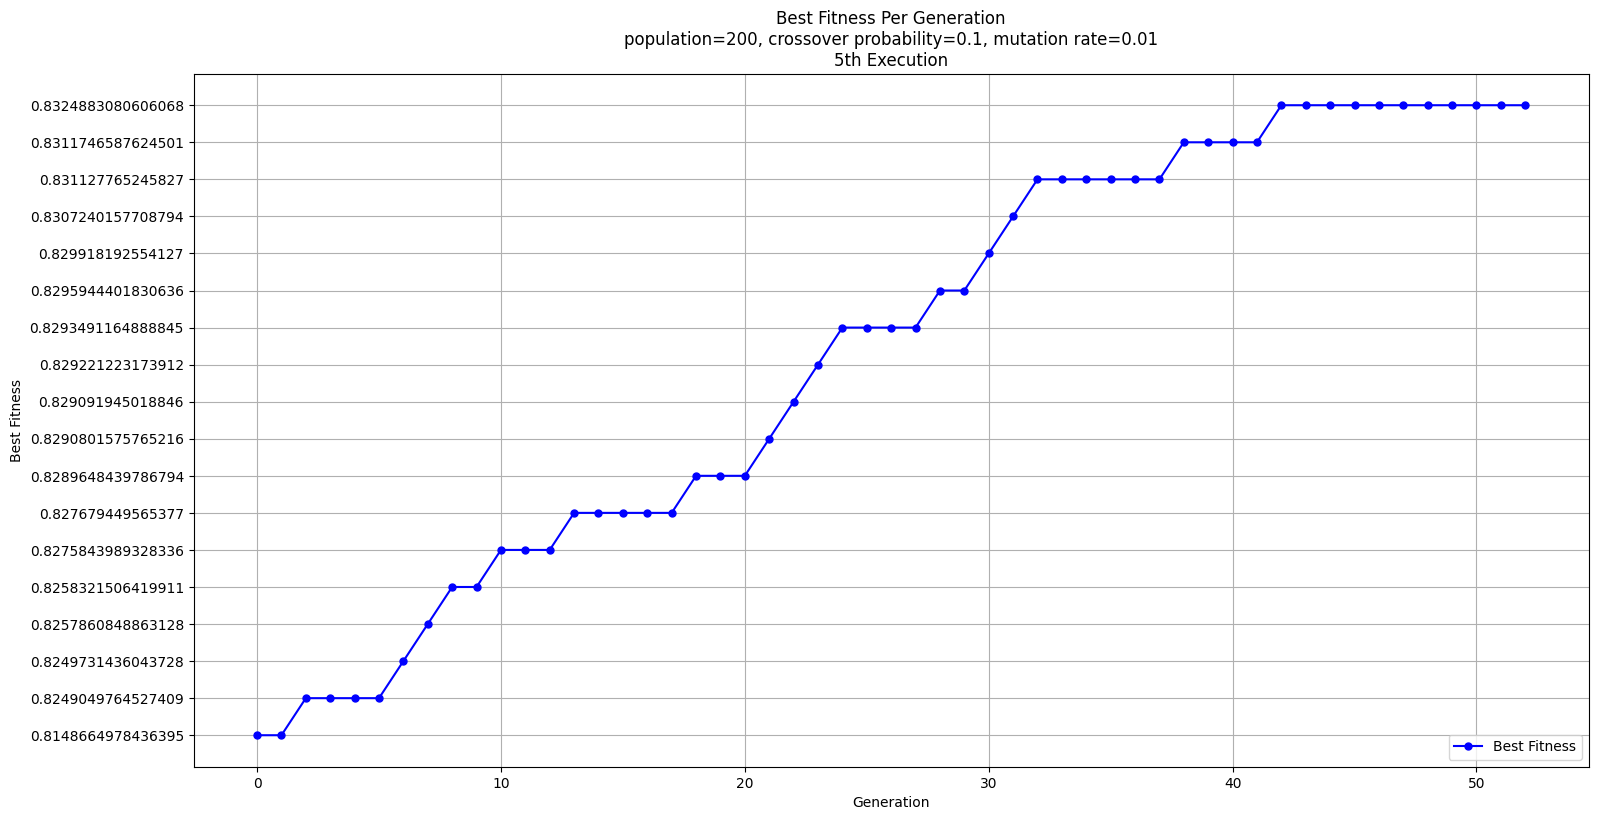 Best Fitness Per Generation
population=200, crossover probability=0.1, mutation rate=0.01
5th Execution
0.8324883080606068
0.8311746587624501
0.831127765245827
0.8307240157708794
0.829918192554127
0.8295944401830636
0.8293491164888845
0.829221223173912
0.829091945018846
0.8290801575765216
0.8289648439786794
0.827679449565377
0.8275843989328336
0.8258321506419911
0.8257860848863128
0.8249731436043728
0.8249049764527409
0.8148664978436395
Best Fitness
Best Fitness
0 10 20 30 40 50
Generation